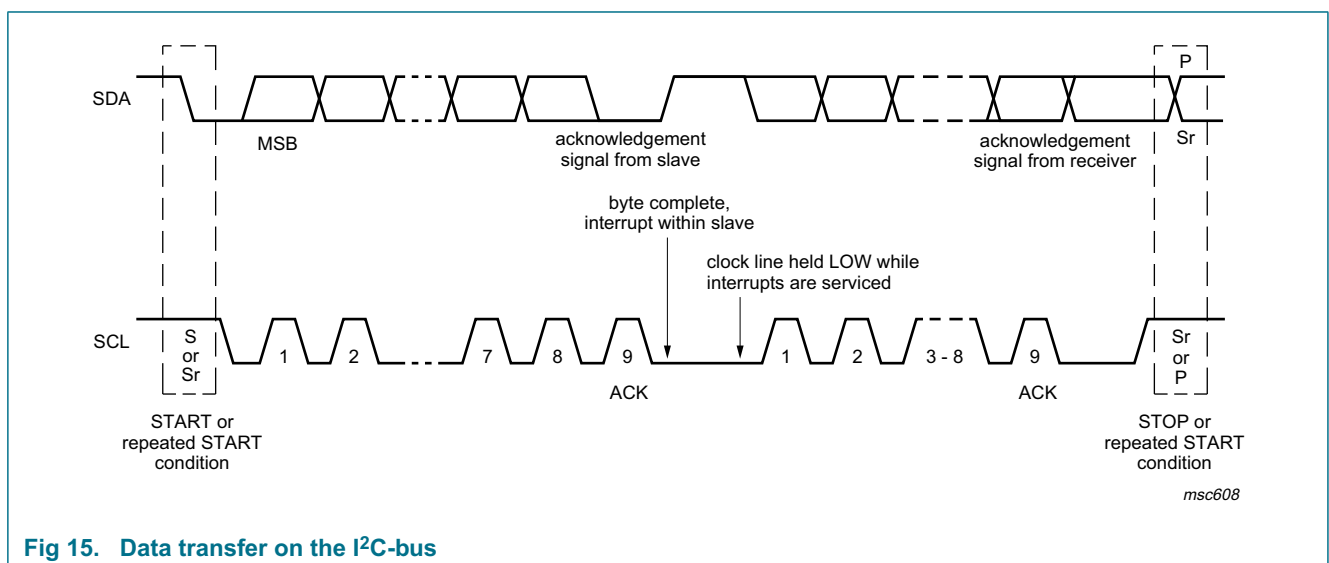 P
SDA
MSB
acknowledgement
signal from slave
acknowledgement
signal from receiver
Sr
byte complete,
interrupt within slave
clock line held LOW while
interrupts are serviced
SCL
S
or
Sr
1
2
7
8
9
1
2
3 - 8
9
Sr
or
P
ACK
ACK
START or
repeated START
condition
STOP or
repeated START
condition
msc608
Fig 15. Data transfer on the I²C-bus